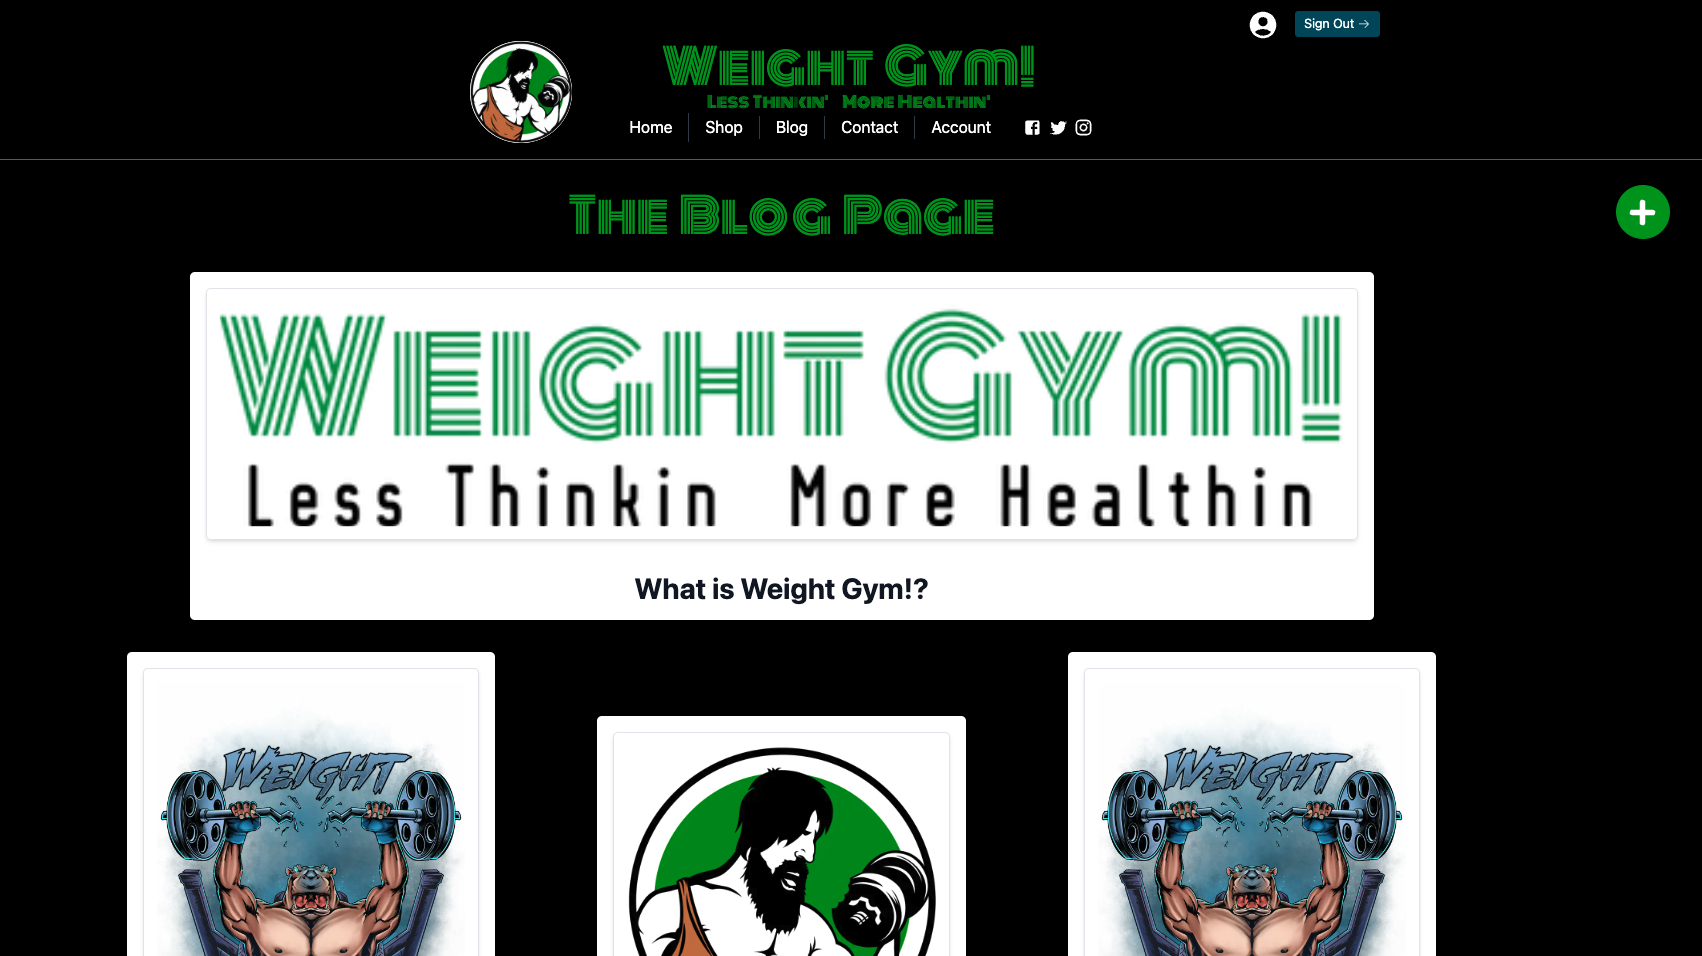 Sign Out →
Weight Gym!
Less Thinkin' More Healthin'
Home Shop Blog Contact Account
The Blog Page
Weight Gym!
Less Thinkin More Healthin
What is Weight Gym!?
WEIGHT
WEIGHT